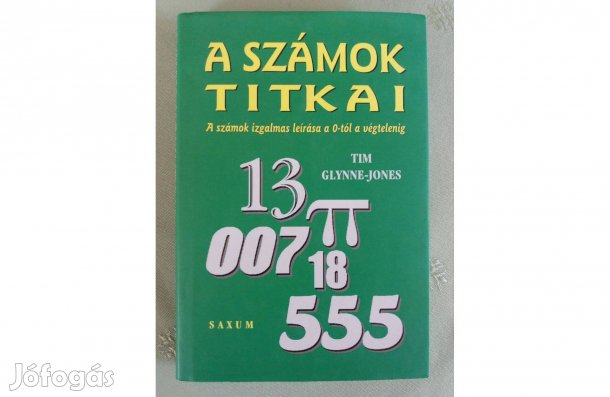 A SZÁMOK
TITKAI
A számok izgalmas leírása a 0-tól a végtelenig
TIM
GLYNNE-JONES
13
π
007
18
555
SAXUM
Jófogás